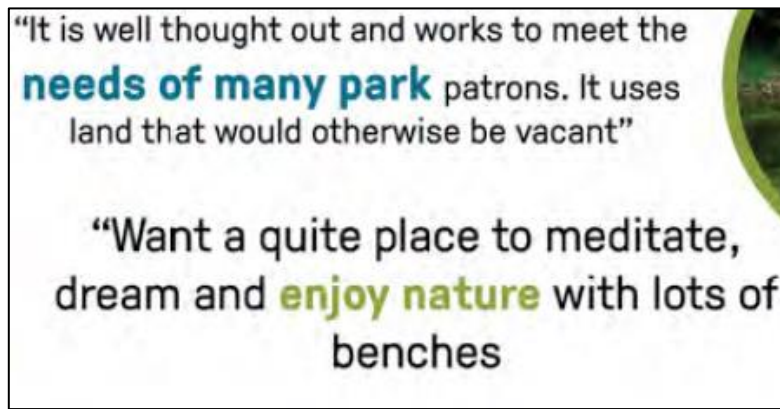 “It is well thought out and works to meet the
needs of many park patrons. It uses
land that would otherwise be vacant”
“Want a quite place to meditate,
dream and enjoy nature with lots of
benches